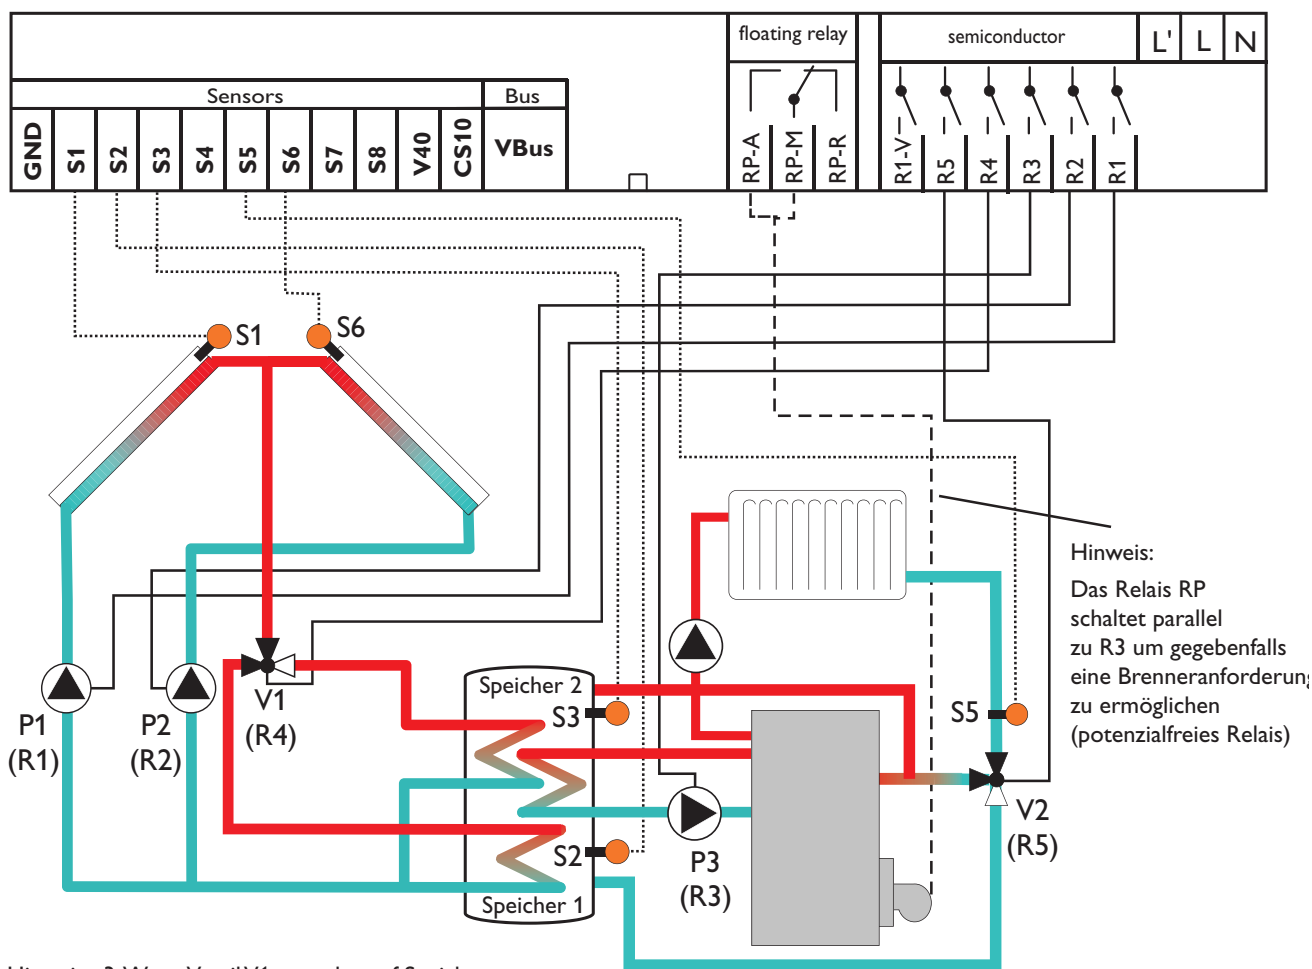 floating relay
semiconductor
L'
L
N
Sensors
Bus
GND
S1
S2
S3
S4
S5
S6
S7
S8
V40
CS10
VBus
RP-A
RP-M
RP-R
R1-V
R5
R4
R3
R2
R1
S1
S6
Hinweis:
Das Relais RP
schaltet parallel
zu R3 um gegebenfalls
eine Brenneranforderung
zu ermöglichen
(potenzialfreies Relais)
Speicher 2
S3
S5
V1
(R4)
P1
(R1)
P2
(R2)
V2
(R5)
S2
P3
(R3)
Speicher 1